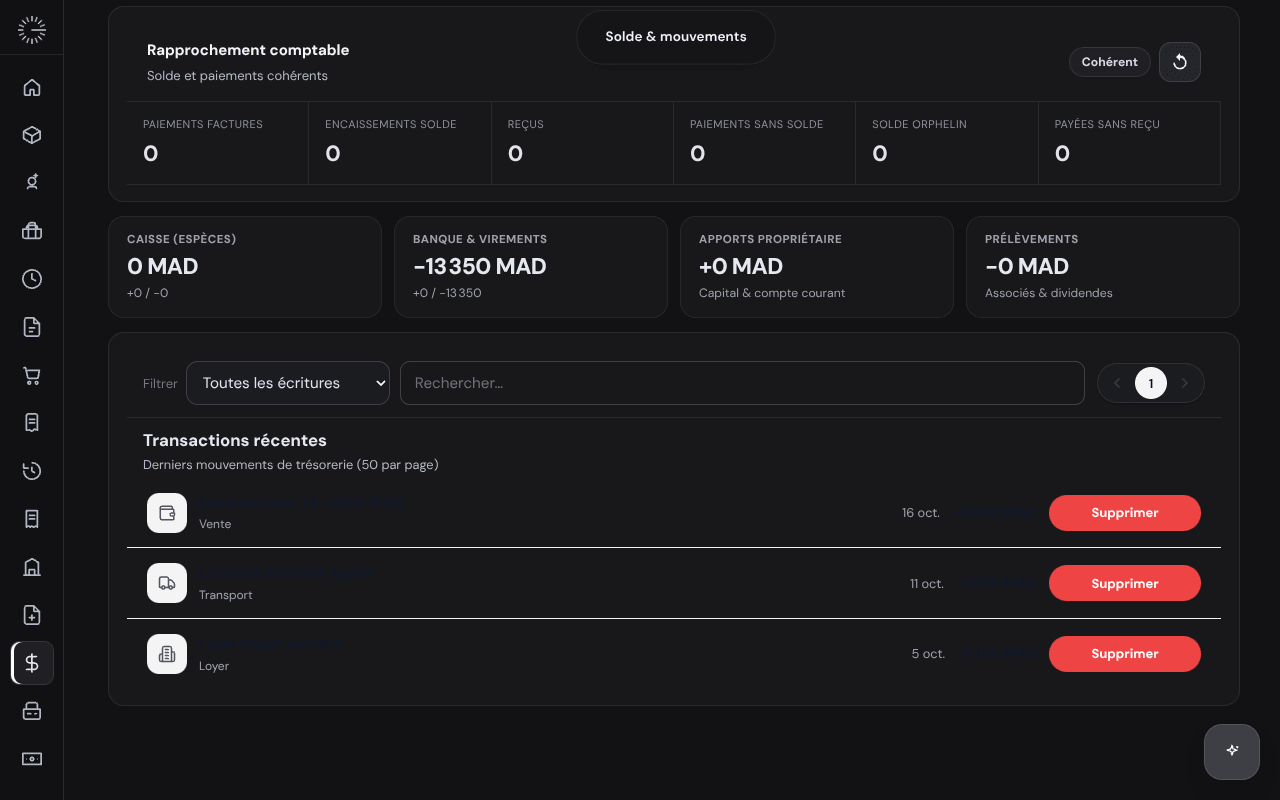 Solde & mouvements
Rapprochement comptable
Solde et paiements cohérents
Cohérent
PAIEMENTS FACTURES
ENCAISSEMENTS SOLDE
REÇUS
PAIEMENTS SANS SOLDE
SOLDE ORPHELIN
PAYÉES SANS REÇU
0
0
0
0
0
0
CAISSE (ESPÈCES)
0 MAD
+0 / -0
BANQUE & VIREMENTS
-13 350 MAD
+0 / -13 350
APPORTS PROPRIÉTAIRE
+0 MAD
Capital & compte courant
PRÉLÈVEMENTS
-0 MAD
Associés & dividendes
Filtrer
Toutes les écritures
Rechercher...
1
Transactions récentes
Derniers mouvements de trésorerie (50 par page)
Vente
16 oct.
Supprimer
Transport
11 oct.
Supprimer
Loyer
5 oct.
Supprimer